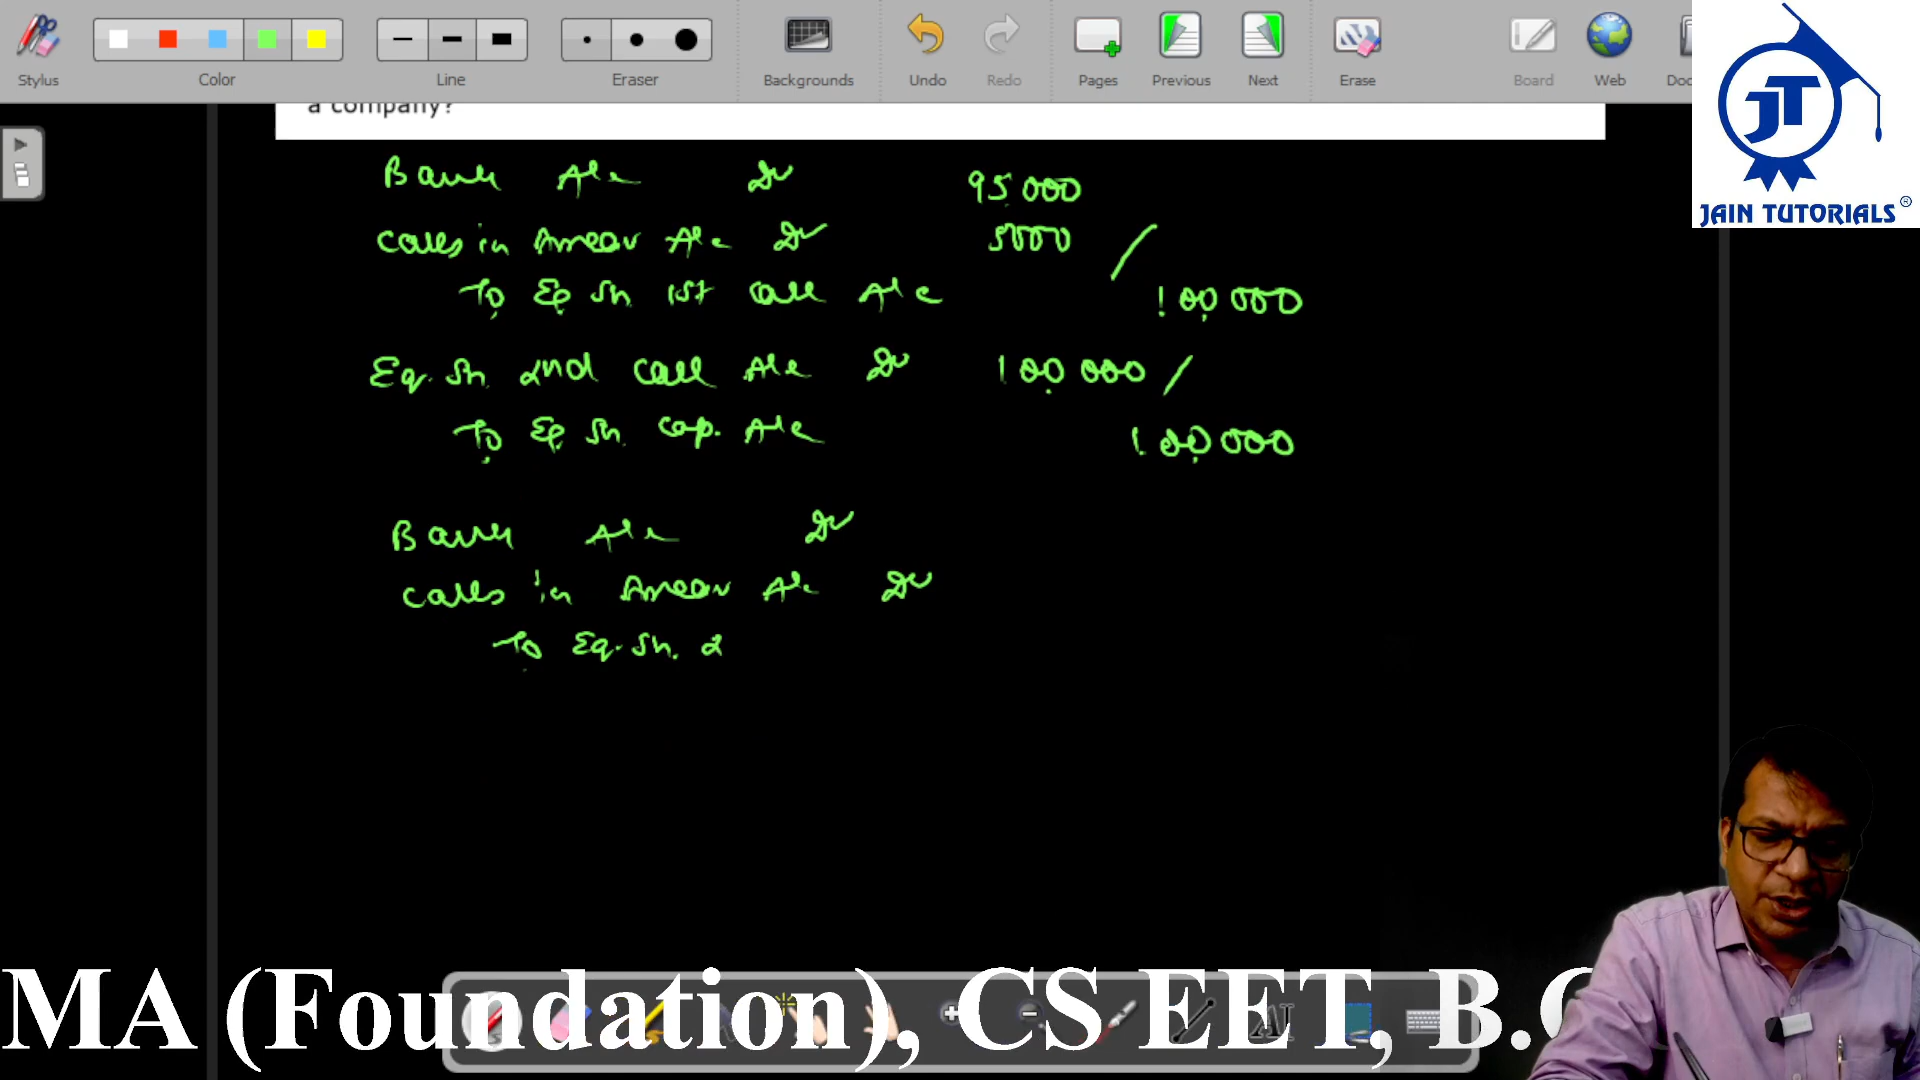 Stylus
Color
Line
Eraser
Backgrounds
Undo
Redo
Pages
Previous
Next
Erase
Board
Web
JT
JAIN TUTORIALS®
a company?
Bank A/c Dr 95000
Calls in Arrear A/c Dr 5000 /
To Eq Sh 1st Call A/c 100000
Eq. Sh. 2nd Call A/c Dr 100000 /
To Eq Sh. Cap. A/c 100000
Bank A/c Dr
Calls in Arrear A/c Dr
To Eq. Sh. 2
MA (Foundation), CS EET, B.C